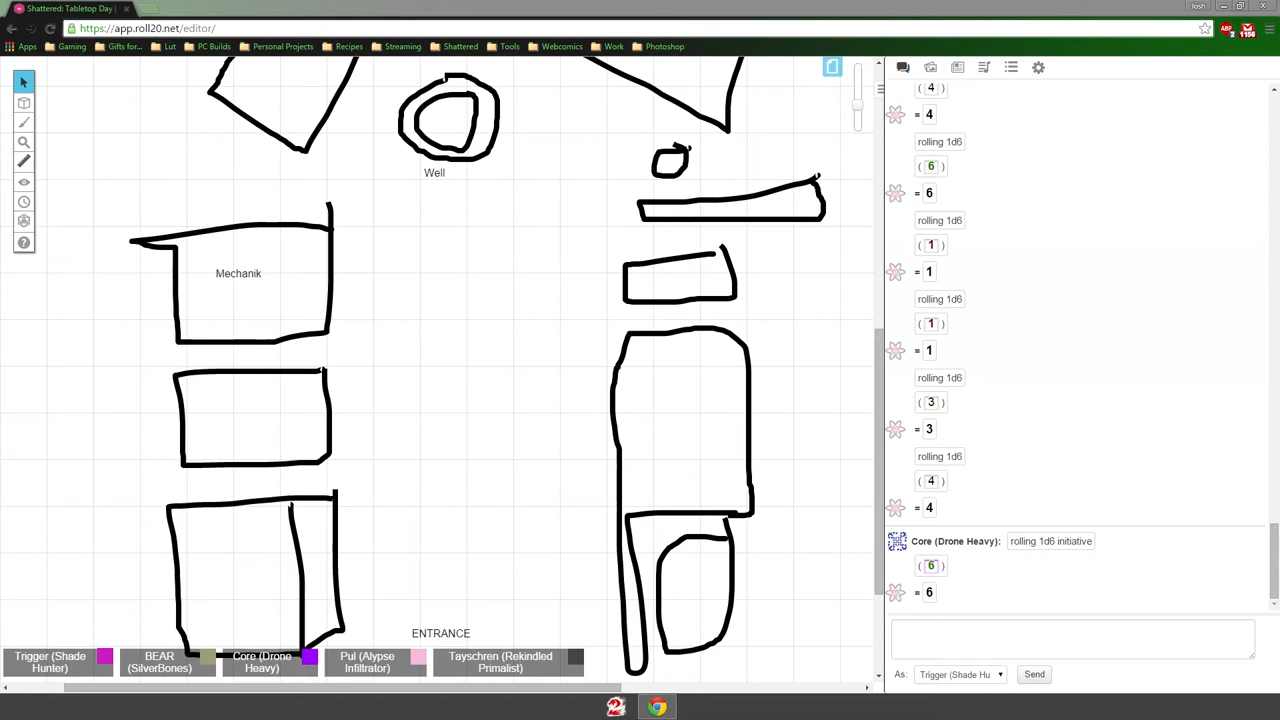 Shattered: Tabletop Day |
Josh
https://app.roll20.net/editor/
ABP
2
1156
Apps
Gaming
Gifts for...
Lut
PC Builds
Personal Projects
Recipes
Streaming
Shattered
Tools
Webcomics
Work
Photoshop
Well
Mechanik
ENTRANCE
Trigger (Shade
Hunter)
BEAR
(SilverBones)
Core (Drone
Heavy)
Pul (Alypse
Infiltrator)
Tayschren (Rekindled
Primalist)
( 4 )
= 4
rolling 1d6
( 6 )
= 6
rolling 1d6
( 1 )
= 1
rolling 1d6
( 1 )
= 1
rolling 1d6
( 3 )
= 3
rolling 1d6
( 4 )
= 4
Core (Drone Heavy): rolling 1d6 initiative
( 6 )
= 6
As: Trigger (Shade Hu Send